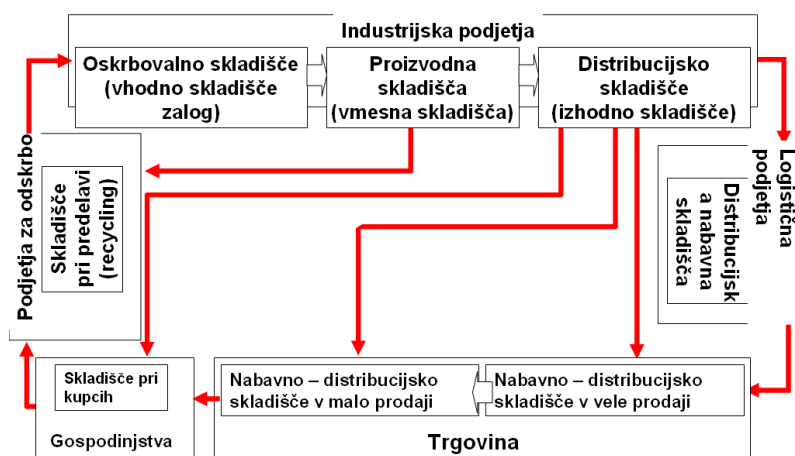 Industrijska podjetja
Oskrbovalno skladišče
(vhodno skladišče
zalog)
Proizvodna
skladišča
(vmesna skladišča)
Distribucijsko
skladišče
(izhodno skladišče)
Podjetja za odskrbo
Skladišče
pri predelavi
(recycling)
Logistična
podjetja
Distribucijsk
a nabavna
skladišča
Skladišče pri
kupcih
Gospodinjstva
Nabavno – distribucijsko
skladišče v malo prodaji
Nabavno – distribucijsko
skladišče v vele prodaji
Trgovina